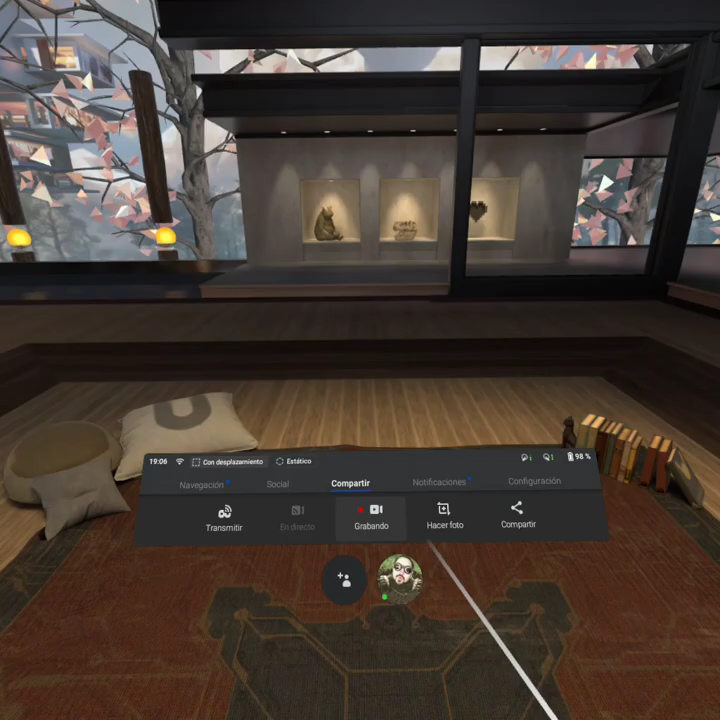 19:06 Con desplazamiento Estático 98 %
Navegación Social Compartir Notificaciones Configuración
Transmitir En directo Grabando Hacer foto Compartir